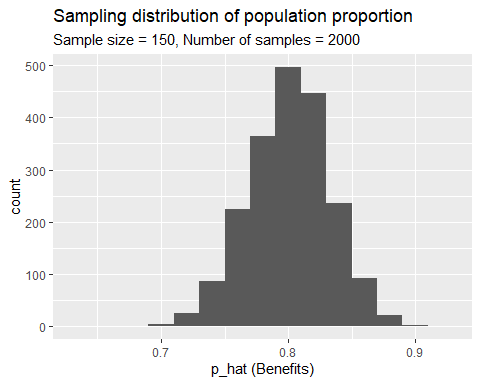 Sampling distribution of population proportion
Sample size = 150, Number of samples = 2000
500
400
300
200
100
0
count
0.7 0.8 0.9
p_hat (Benefits)